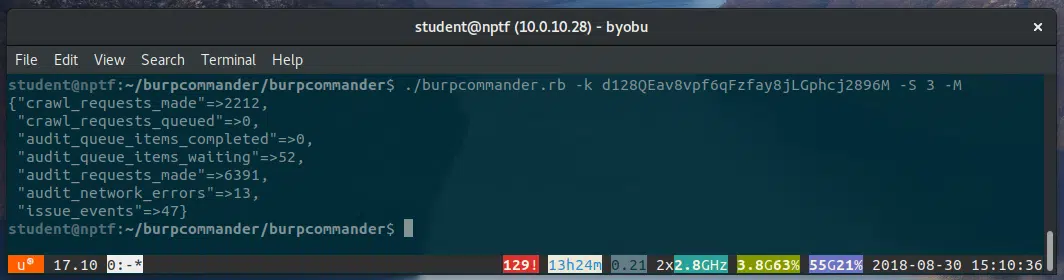 student@nptf (10.0.10.28) - byobu ×
File Edit View Search Terminal Help
student@nptf:~/burpcommander/burpcommander$ ./burpcommander.rb -k d128QEav8vpf6qFzfay8jLGphcj2896M -S 3 -M
{"crawl_requests_made"=>2212,
"crawl_requests_queued"=>0,
"audit_queue_items_completed"=>0,
"audit_queue_items_waiting"=>52,
"audit_requests_made"=>6391,
"audit_network_errors"=>13,
"issue_events"=>47}
student@nptf:~/burpcommander/burpcommander$
u® 17.10 0:-* 129! 13h24m 0.21 2x2.8GHz 3.8G63% 55G21% 2018-08-30 15:10:36